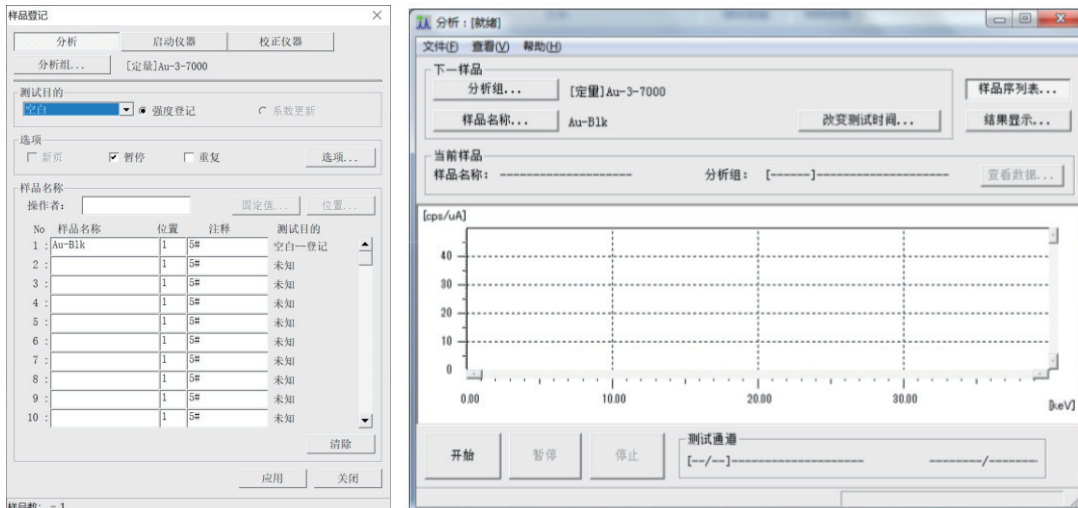 样品登记
分析 启动仪器 校正仪器
分析组... [定量]Au-3-7000
测试目的
空白 强度登记 系数更新
选项
新页 暂停 重复 选项...
样品名称
操作者: 固定值... 位置...
No 样品名称 位置 注释 测试目的
1 : Au-Blk 1 5# 空白--登记
2 : 1 5# 未知
3 : 1 5# 未知
4 : 1 5# 未知
5 : 1 5# 未知
6 : 1 5# 未知
7 : 1 5# 未知
8 : 1 5# 未知
9 : 1 5# 未知
10 : 1 5# 未知
清除
应用 关闭
样品数: = 1
分析 : [就绪]
文件(F) 查看(V) 帮助(H)
下一样品
分析组... [定量]Au-3-7000 样品序列表...
样品名称... Au-Blk 改变测试时间... 结果显示...
当前样品
样品名称: -------------------- 分析组: [------]-------------------- 查看数据...
[cps/uA]
40
30
20
10
0
0.00 10.00 20.00 30.00 [keV]
开始 暂停 停止 测试通道
[--/--]-------------------- --------/-------